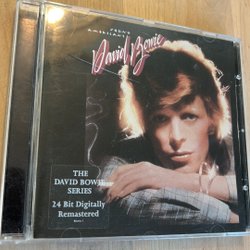 YOUNG
AMERICANS
David Bowie
THE
DAVID BOWIE
SERIES
24 Bit Digitally
Remastered